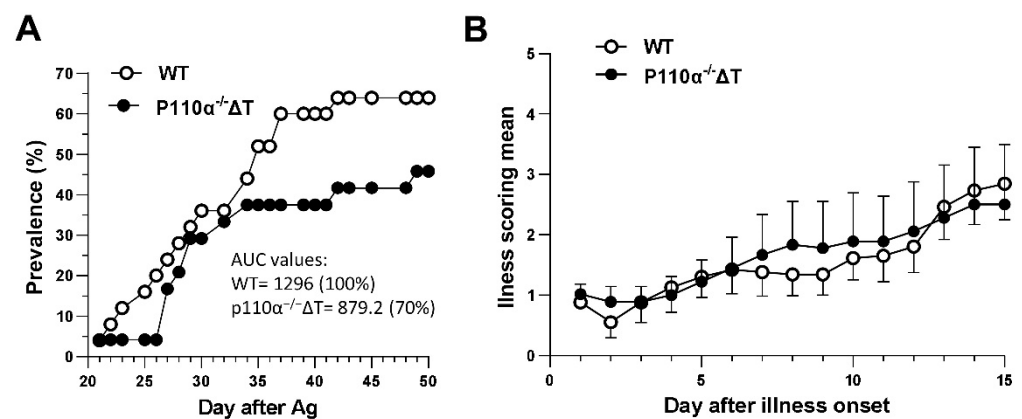 A
WT
P110α⁻/⁻ΔT
Prevalence (%)
70
60
50
40
30
20
10
0
AUC values:
WT= 1296 (100%)
p110α⁻/⁻ΔT= 879.2 (70%)
20 25 30 35 40 45 50
Day after Ag
B
WT
P110α⁻/⁻ΔT
Illness scoring mean
5
4
3
2
1
0
0 5 10 15
Day after illness onset